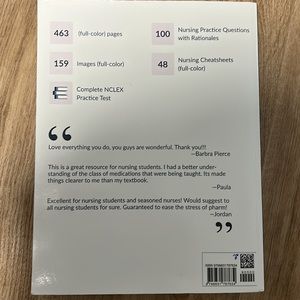 463
(full-color) pages
100
Nursing Practice Questions
with Rationales
159
Images (full-color)
48
Nursing Cheatsheets
(full-color)
Complete NCLEX
Practice Test
“
Love everything you do, you guys are wonderful. Thank you!!!
—Barbra Pierce
This is a great resource for nursing students. I had a better under-
standing of the class of medications that were being taught. Its made
things clearer to me than my textbook.
—Paula
Excellent for nursing students and seasoned nurses! Would suggest to
all nursing students for sure. Guaranteed to ease the stress of pharm!
—Jordan
”